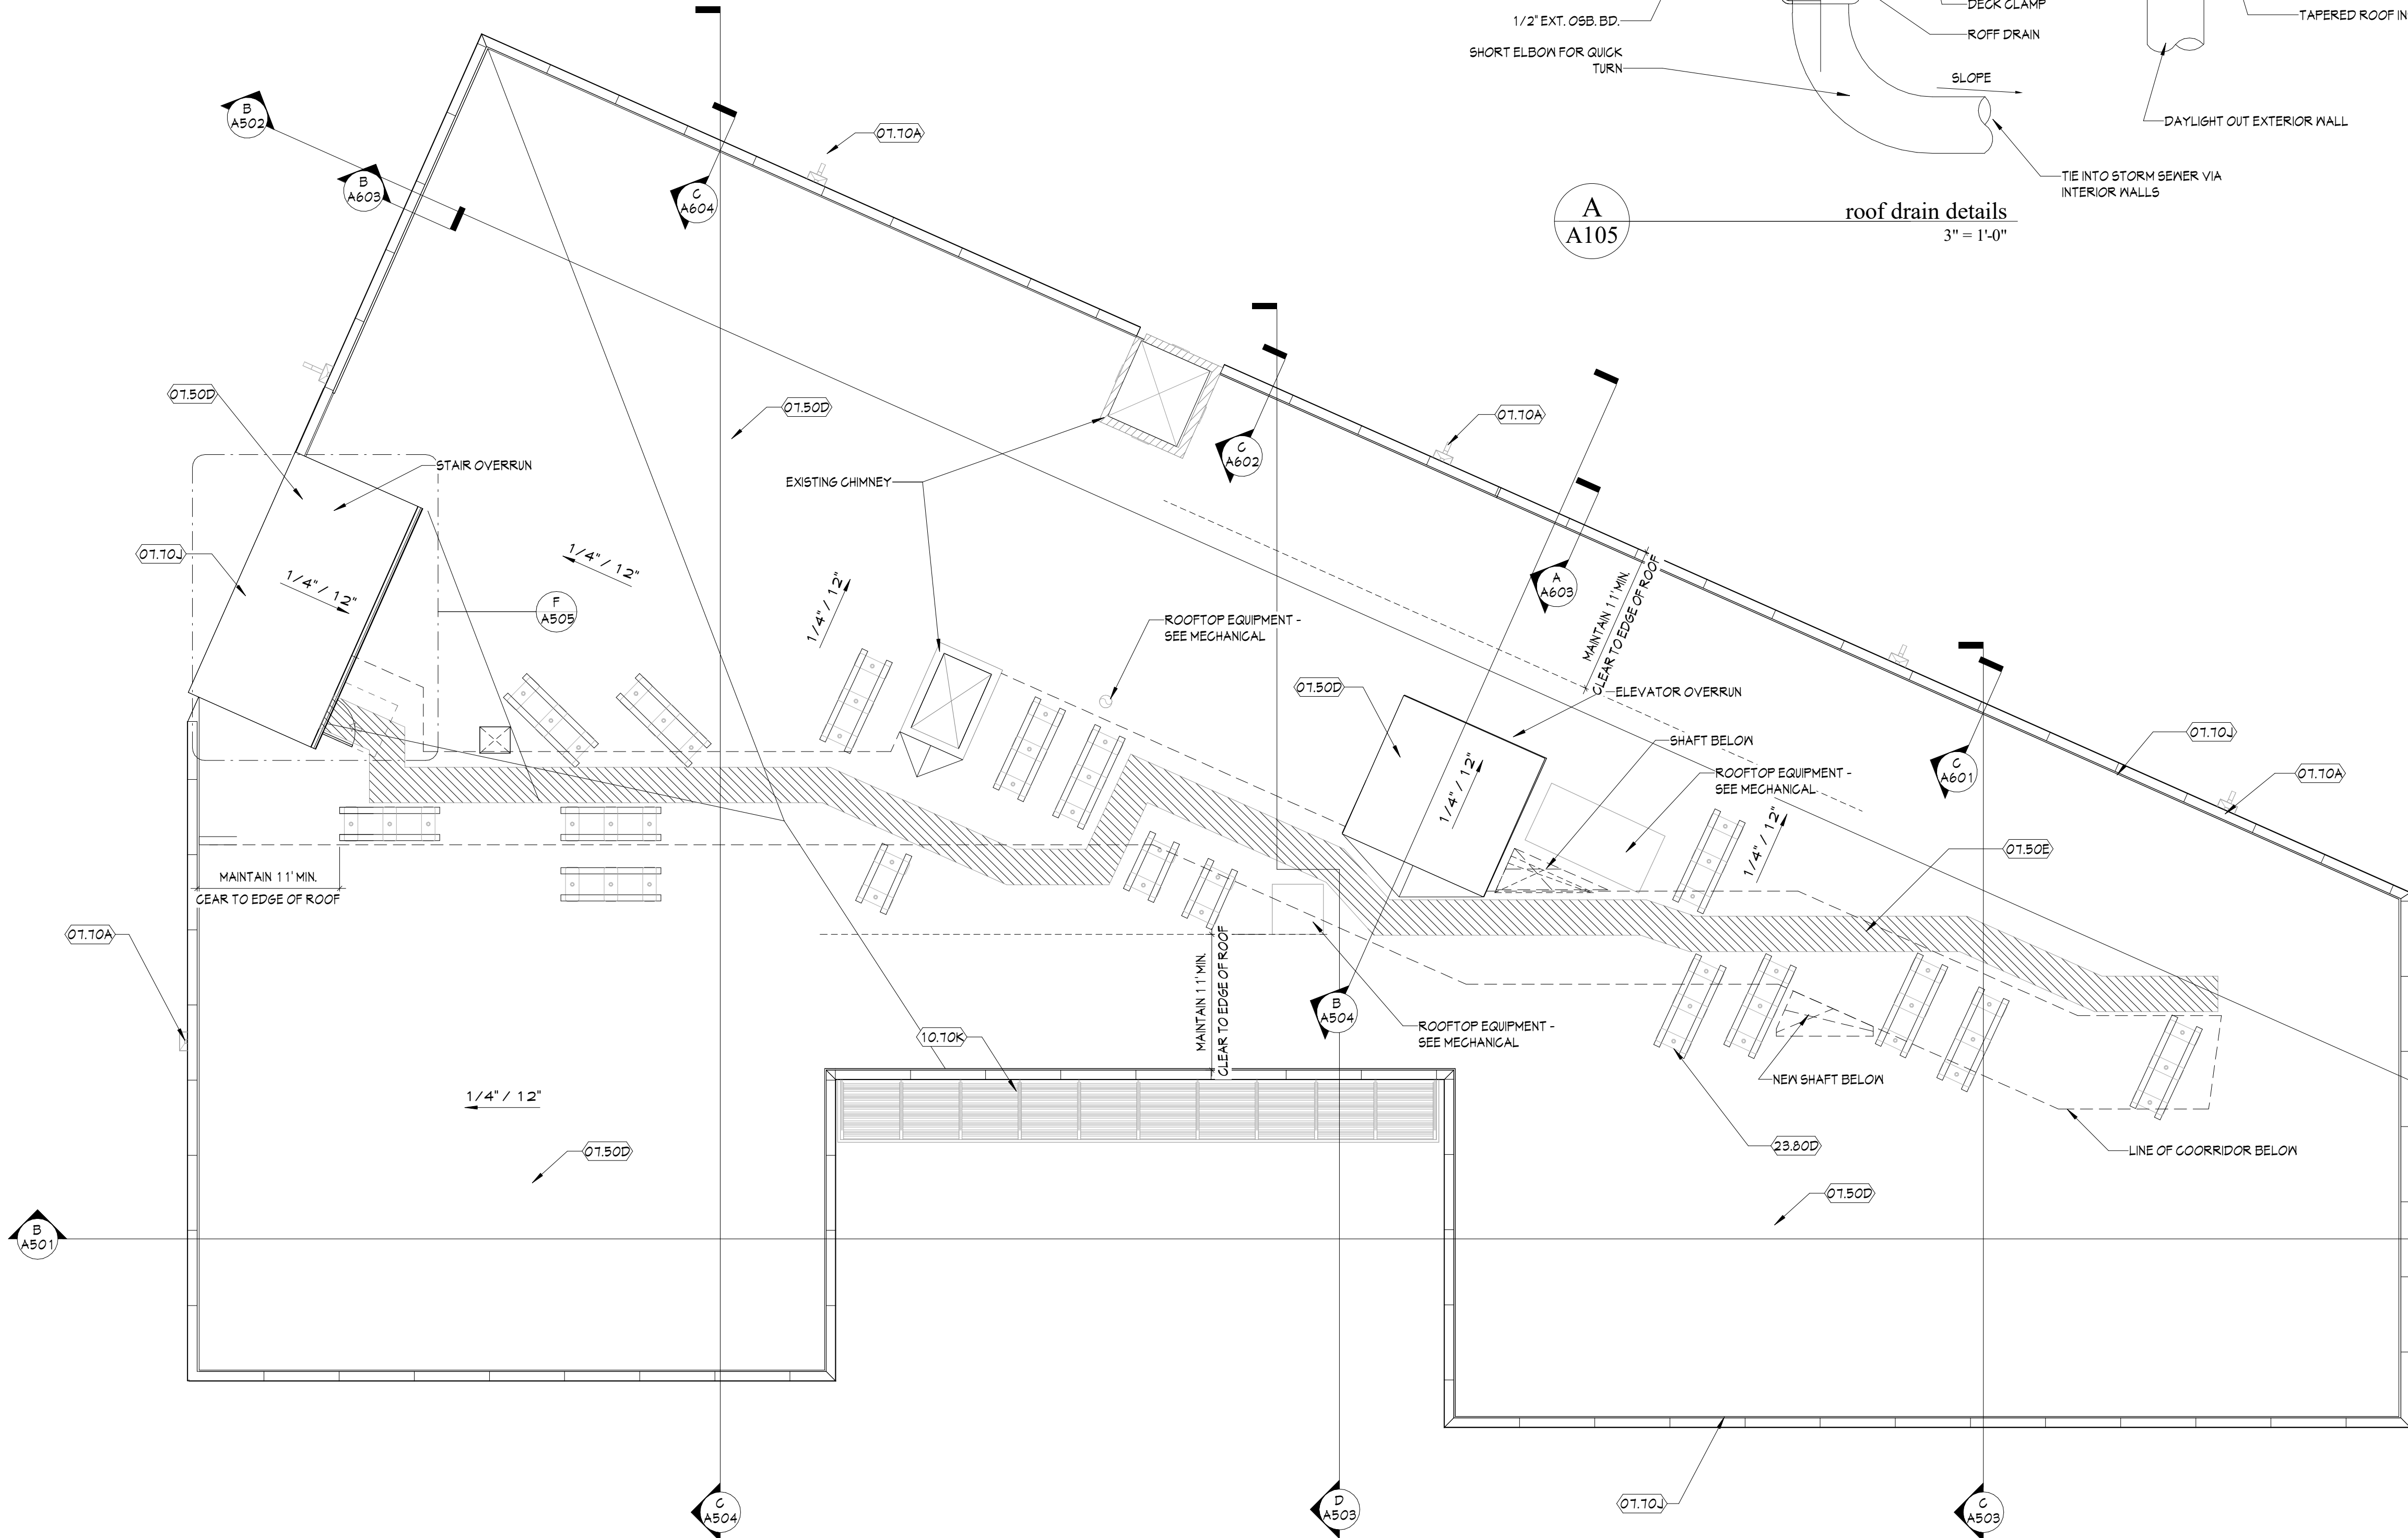 1/2" EXT. OSB. BD.
SHORT ELBOW FOR QUICK
TURN
DECK CLAMP
ROFF DRAIN
SLOPE
TAPERED ROOF IN
DAYLIGHT OUT EXTERIOR WALL
TIE INTO STORM SEWER VIA
INTERIOR WALLS
A
A105
roof drain details
3" = 1'-0"
B
A502
B
A603
C
A604
07.70A
07.50D
07.50D
STAIR OVERRUN
EXISTING CHIMNEY
C
A602
07.70A
07.70J
1/4" / 12"
1/4" / 12"
1/4" / 12"
F
A505
A
A603
MAINTAIN 11' MIN.
CLEAR TO EDGE OF ROOF
ROOFTOP EQUIPMENT -
SEE MECHANICAL
07.50D
ELEVATOR OVERRUN
SHAFT BELOW
ROOFTOP EQUIPMENT -
SEE MECHANICAL
1/4" / 12"
1/4" / 12"
C
A601
07.70J
07.70A
07.50E
MAINTAIN 11' MIN.
CEAR TO EDGE OF ROOF
07.70A
MAINTAIN 11' MIN.
CLEAR TO EDGE OF ROOF
B
A504
ROOFTOP EQUIPMENT -
SEE MECHANICAL
10.70K
1/4" / 12"
07.50D
NEW SHAFT BELOW
23.80D
LINE OF COORRIDOR BELOW
07.50D
B
A501
C
A504
D
A503
07.70J
C
A503